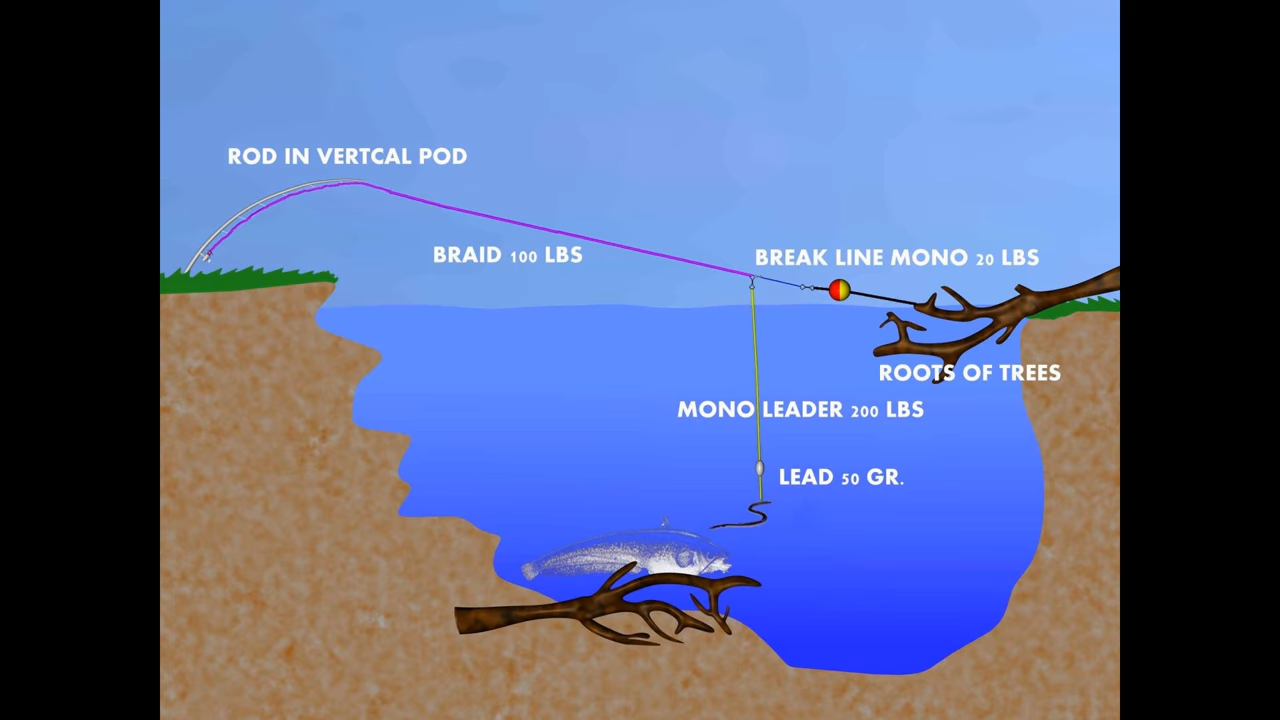 ROD IN VERTCAL POD
BRAID 100 LBS
BREAK LINE MONO 20 LBS
ROOTS OF TREES
MONO LEADER 200 LBS
LEAD 50 GR.